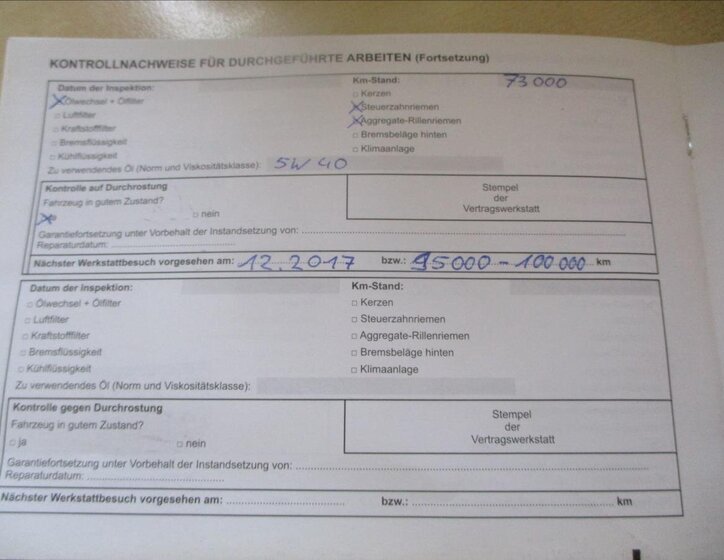 KONTROLLNACHWEISE FÜR DURCHGEFÜHRTE ARBEITEN (Fortsetzung)
Datum der Inspektion: Km-Stand: 73000
Ölwechsel + Ölfilter □ Kerzen
□ Luftfilter Steuerzahnriemen
□ Kraftstofffilter Aggregate-Rillenriemen
□ Bremsflüssigkeit □ Bremsbeläge hinten
□ Kühlflüssigkeit □ Klimaanlage
Zu verwendendes Öl (Norm und Viskositätsklasse): 5W 40
Kontrolle auf Durchrostung Stempel
Fahrzeug in gutem Zustand? der
□ nein Vertragswerkstatt
Garantiefortsetzung unter Vorbehalt der Instandsetzung von:
Reparaturdatum:
Nächster Werkstattbesuch vorgesehen am: 12.2017 bzw.: 95000 - 100 000 km
Datum der Inspektion: Km-Stand:
□ Ölwechsel + Ölfilter □ Kerzen
□ Luftfilter □ Steuerzahnriemen
□ Kraftstofffilter □ Aggregate-Rillenriemen
□ Bremsflüssigkeit □ Bremsbeläge hinten
□ Kühlflüssigkeit □ Klimaanlage
Zu verwendendes Öl (Norm und Viskositätsklasse):
Kontrolle gegen Durchrostung Stempel
Fahrzeug in gutem Zustand? der
□ ja □ nein Vertragswerkstatt
Garantiefortsetzung unter Vorbehalt der Instandsetzung von:
Reparaturdatum:
Nächster Werkstattbesuch vorgesehen am: bzw.: km